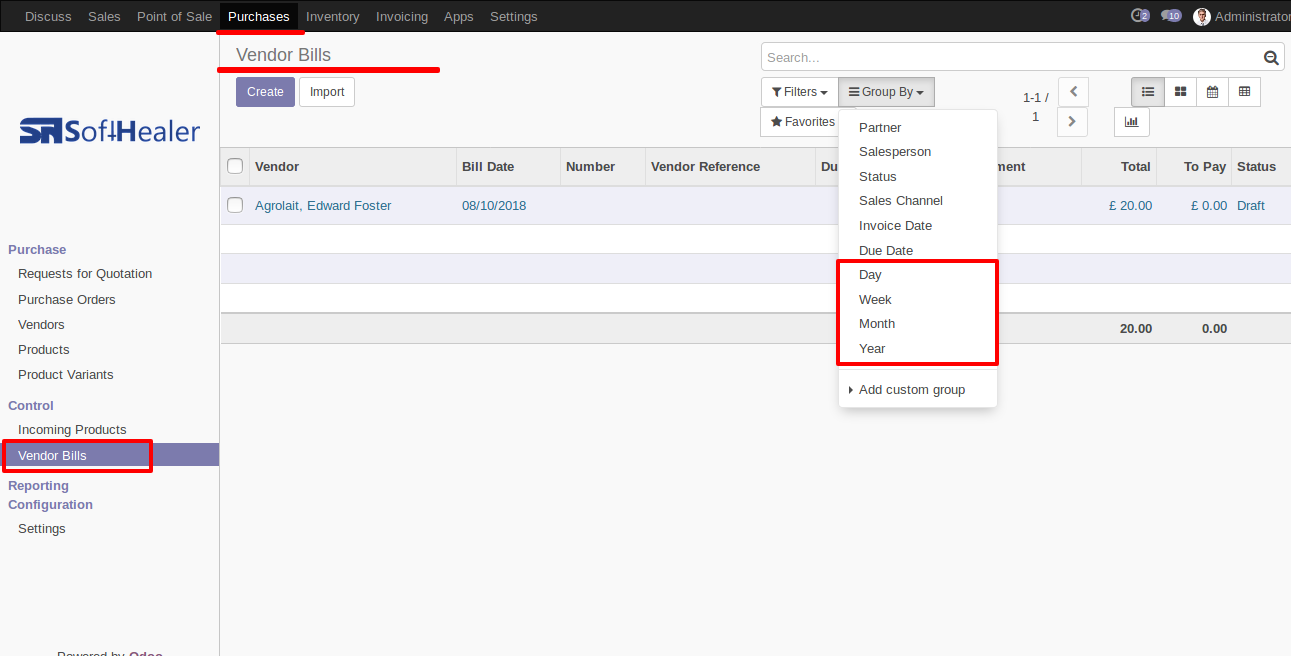 Discuss Sales Point of Sale Purchases Inventory Invoicing Apps Settings 2 10 Administrator
Vendor Bills
Search...
Create Import
Filters Group By
1-1 / 1
Favorites
SoftHealer
Partner
Salesperson
Status
Sales Channel
Invoice Date
Due Date
Day
Week
Month
Year
Add custom group
Vendor Bill Date Number Vendor Reference Du ment Total To Pay Status
Agrolait, Edward Foster 08/10/2018 £ 20.00 £ 0.00 Draft
20.00 0.00
Purchase
Requests for Quotation
Purchase Orders
Vendors
Products
Product Variants
Control
Incoming Products
Vendor Bills
Reporting
Configuration
Settings
Powered by Odoo